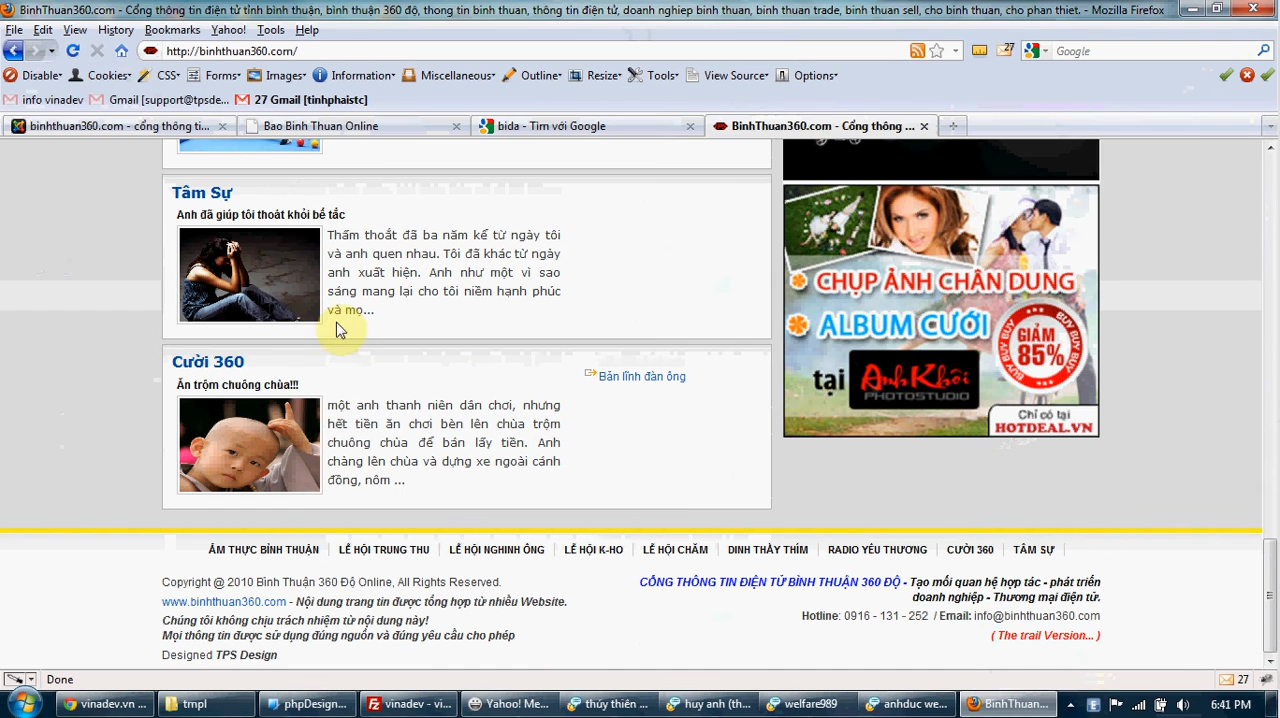 BinhThuan360.com - Cổng thông tin điện tử tỉnh bình thuận, bình thuận 360 độ, thong tin binh thuan, thông tin điện tử, doanh nghiep binh thuan, binh thuan trade, binh thuan sell, cho binh thuan, cho phan thiet. - Mozilla Firefox
File Edit View History Bookmarks Yahoo! Tools Help
http://binhthuan360.com/ 27 Google
Disable Cookies CSS Forms Images Information Miscellaneous Outline Resize Tools View Source Options
info vinadev Gmail [support@tpsde... 27 Gmail [tinhphaistc]
binhthuan360.com - cổng thông ti... Bao Binh Thuan Online bida - Tìm với Google BinhThuan360.com - Cổng thông ...
Tâm Sự
Anh đã giúp tôi thoát khỏi bế tắc
Thấm thoắt đã ba năm kể từ ngày tôi
và anh quen nhau. Tôi đã khác từ ngày
anh xuất hiện. Anh như một vì sao
sáng mang lại cho tôi niềm hạnh phúc
và mọ...
Cười 360
Ăn trộm chuông chùa!!!
một anh thanh niên dân chơi, nhưng
hết tiền ăn chơi bèn lên chùa trộm
chuông chùa để bán lấy tiền. Anh
chàng lên chùa và dựng xe ngoài cánh
đồng, nôm ...
Bản lĩnh đàn ông
CHỤP ẢNH CHÂN DUNG
ALBUM CƯỚI
GIẢM
85%
BUY BUY BUY
tại Anh Khôi
PHOTOSTUDIO
Chỉ có tại
HOTDEAL.VN
ẨM THỰC BÌNH THUẬN LỄ HỘI TRUNG THU LỄ HỘI NGHINH ÔNG LỄ HỘI K-HO LỄ HỘI CHĂM DINH THẦY THÍM RADIO YÊU THƯƠNG CƯỜI 360 TÂM SỰ
Copyright @ 2010 Bình Thuận 360 Độ Online, All Rights Reserved.
www.binhthuan360.com - Nội dung trang tin được tổng hợp từ nhiều Website.
Chúng tôi không chịu trách nhiệm từ nội dung này!
Mọi thông tin được sử dụng đúng nguồn và đúng yêu cầu cho phép
Designed TPS Design
CỔNG THÔNG TIN ĐIỆN TỬ BÌNH THUẬN 360 ĐỘ - Tạo mối quan hệ hợp tác - phát triển
doanh nghiệp - Thương mại điện tử.
Hotline: 0916 - 131 - 252 / Email: info@binhthuan360.com
( The trail Version... )
Done 27
vinadev.vn ... tmpl phpDesign... vinadev - vi... Yahoo! Me... thúy thiên ... huy anh (th... welfare989 anhduc we... BinhThuan... 6:41 PM